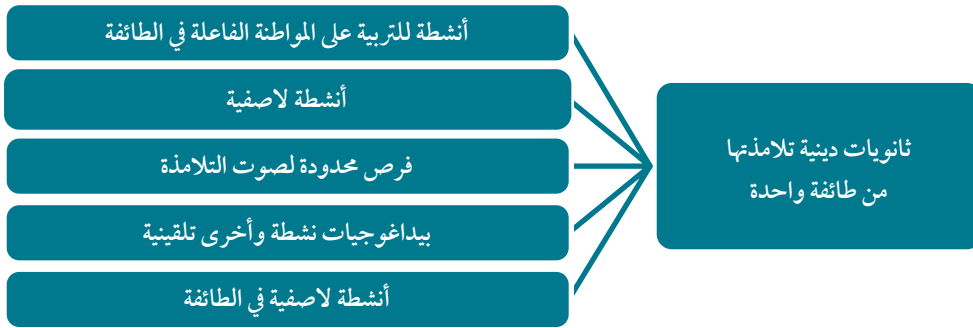 ثانويات دينية تلامذتها
من طائفة واحدة
أنشطة للتربية على المواطنة الفاعلة في الطائفة
أنشطة لاصفية
فرص محدودة لصوت التلامذة
بيداغوجيات نشطة وأخرى تلقينية
أنشطة لاصفية في الطائفة